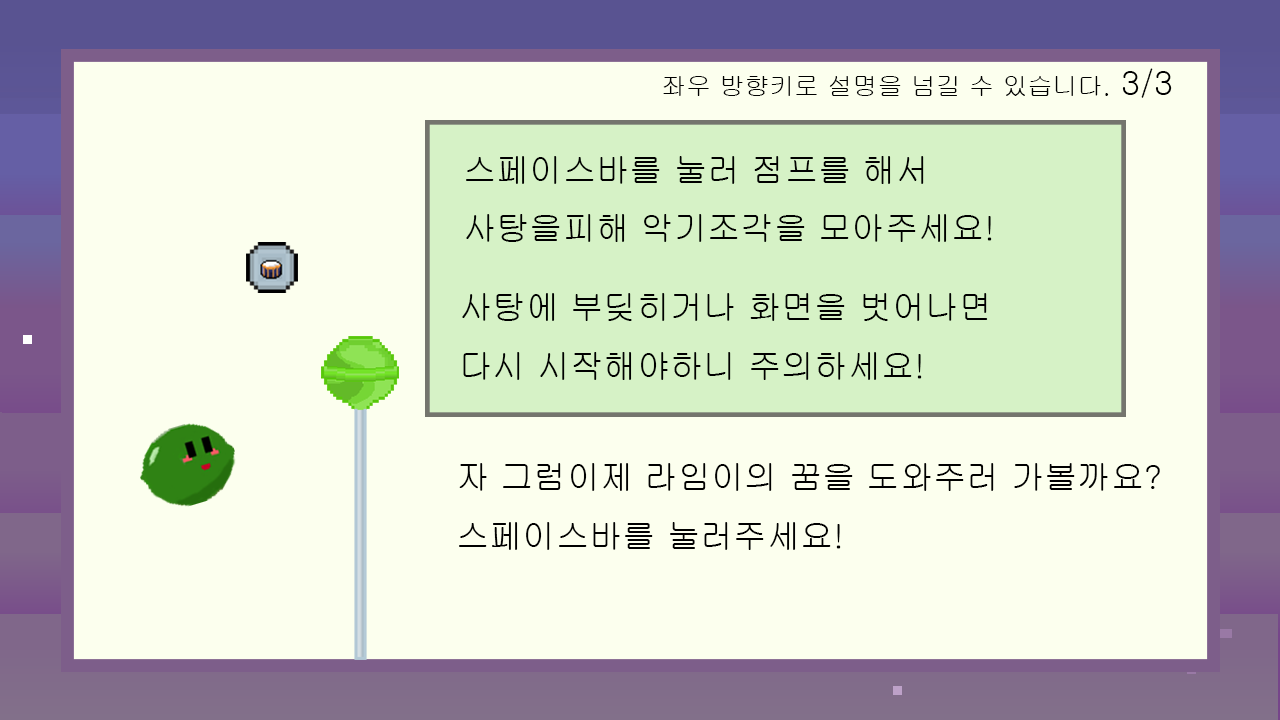 좌우 방향키로 설명을 넘길 수 있습니다. 3/3
스페이스바를 눌러 점프를 해서
사탕을피해 악기조각을 모아주세요!
사탕에 부딪히거나 화면을 벗어나면
다시 시작해야하니 주의하세요!
자 그럼이제 라임이의 꿈을 도와주러 가볼까요?
스페이스바를 눌러주세요!